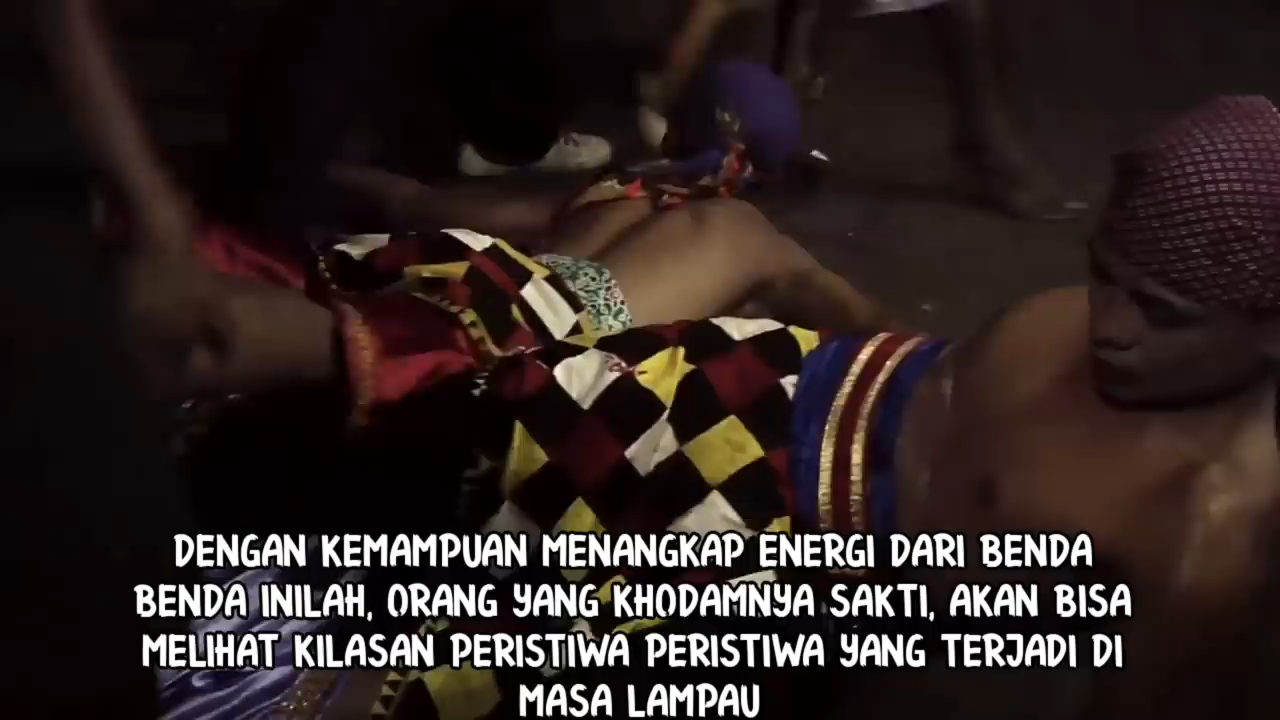 DENGAN KEMAMPUAN MENANGKAP ENERGI DARI BENDA
BENDA INILAH, ORANG YANG KHODAMNYA SAKTI, AKAN BISA
MELIHAT KILASAN PERISTIWA PERISTIWA YANG TERJADI DI
MASA LAMPAU